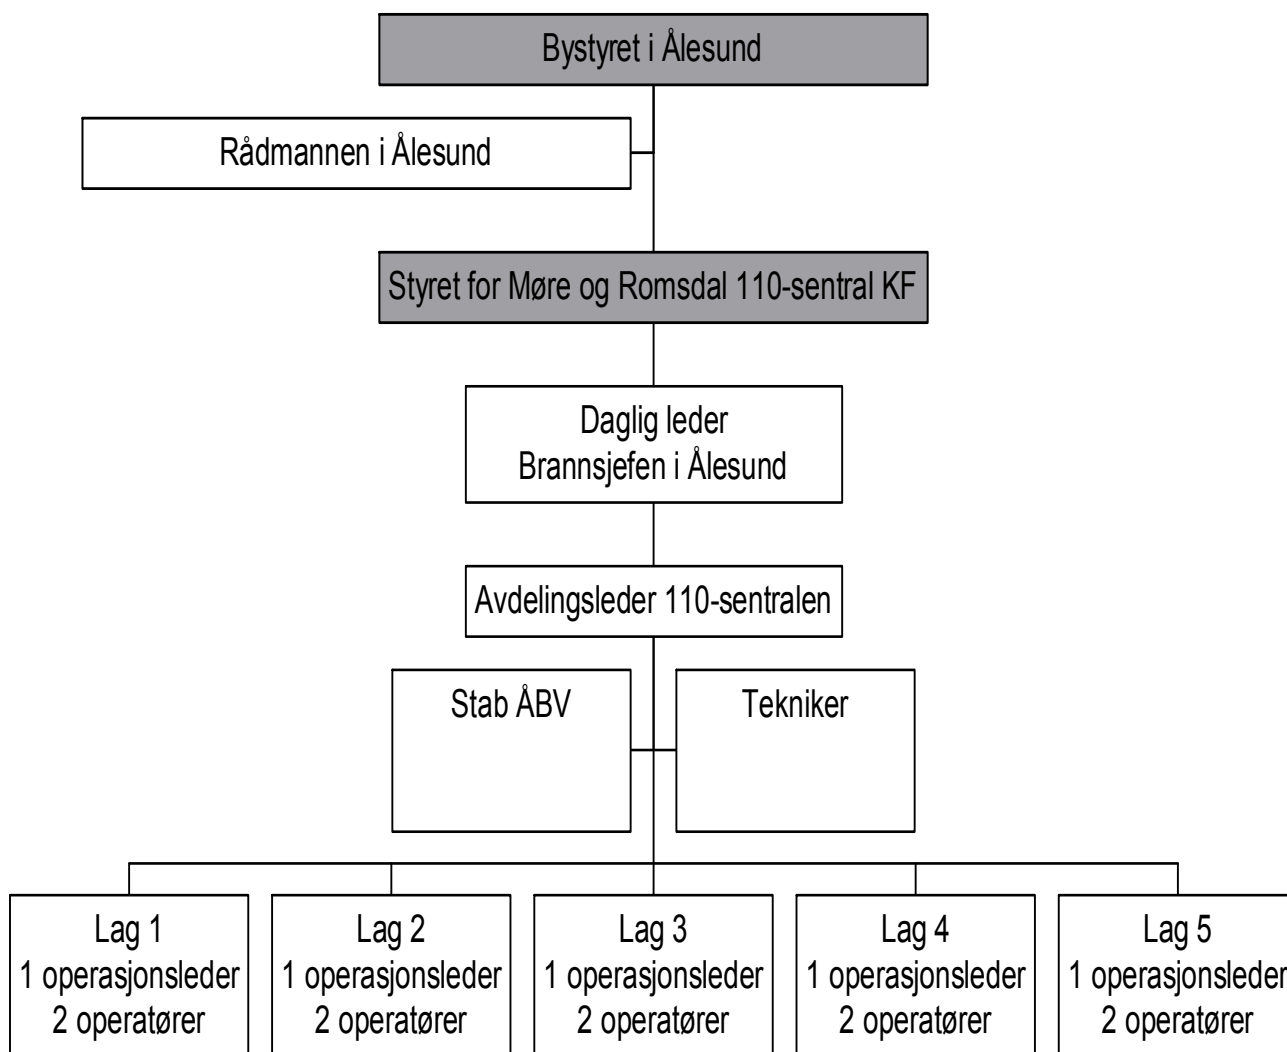 Bystyret i Ålesund
Rådmannen i Ålesund
Styret for Møre og Romsdal 110-sentral KF
Daglig leder
Brannsjefen i Ålesund
Avdelingsleder 110-sentralen
Stab ÅBV
Tekniker
Lag 1
1 operasjonsleder
2 operatører
Lag 2
1 operasjonsleder
2 operatører
Lag 3
1 operasjonsleder
2 operatører
Lag 4
1 operasjonsleder
2 operatører
Lag 5
1 operasjonsleder
2 operatører